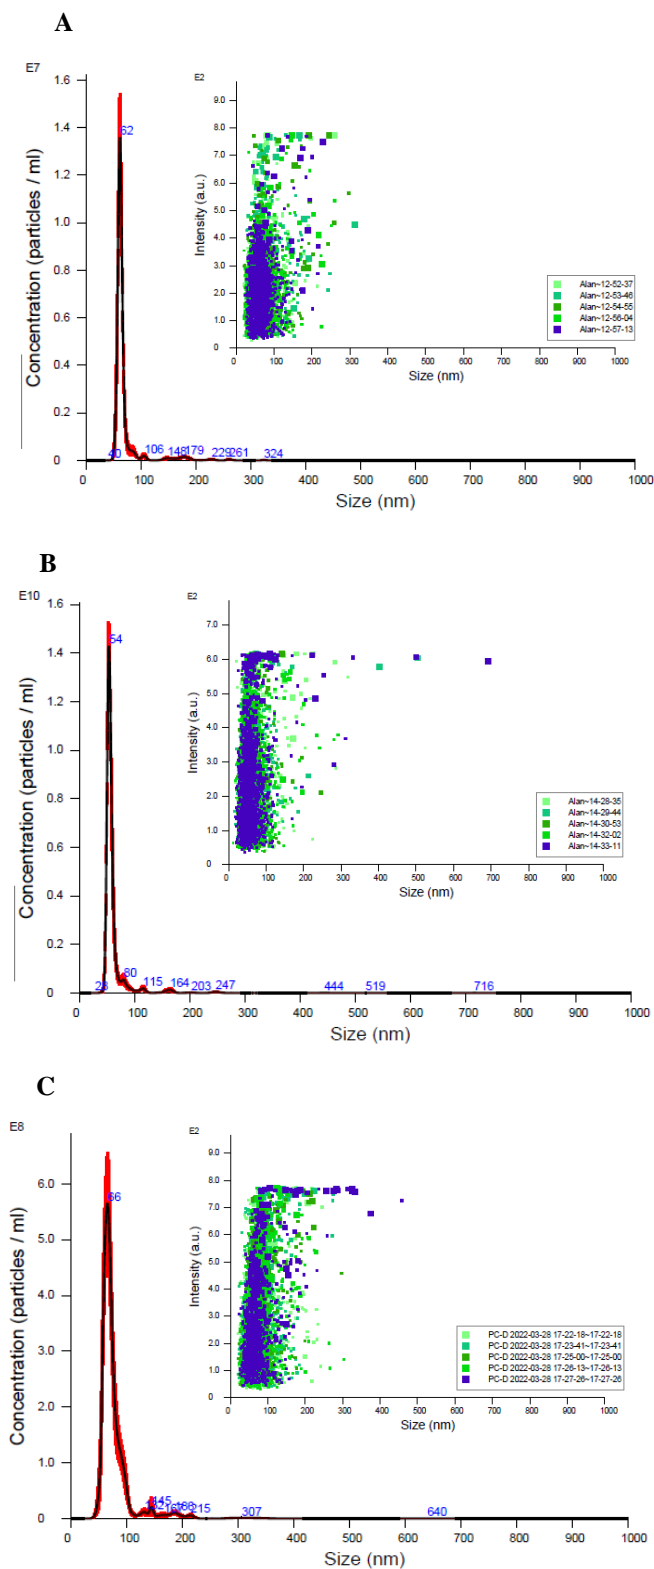 A
E7
1.6
1.4
1.2
1.0
0.8
0.6
0.4
0.2
0
Concentration (particles / ml)
62
40
106
148
179
229
261
324
0 100 200 300 400 500 600 700 800 900 1000
Size (nm)
E2
9.0
8.0
7.0
6.0
5.0
4.0
3.0
2.0
1.0
0
Intensity (a.u.)
0 100 200 300 400 500 600 700 800 900 1000
Size (nm)
Alan~12-52-37
Alan~12-53-46
Alan~12-54-55
Alan~12-56-04
Alan~12-57-13
B
E10
1.6
1.4
1.2
1.0
0.8
0.6
0.4
0.2
0
Concentration (particles / ml)
54
80
115
164
203
247
444
519
716
0 100 200 300 400 500 600 700 800 900 1000
Size (nm)
E2
7.0
6.0
5.0
4.0
3.0
2.0
1.0
0
Intensity (a.u.)
0 100 200 300 400 500 600 700 800 900 1000
Size (nm)
Alan~14-28-35
Alan~14-29-44
Alan~14-30-53
Alan~14-32-02
Alan~14-33-11
C
E8
6.0
5.0
4.0
3.0
2.0
1.0
0
Concentration (particles / ml)
66
145
215
307
640
0 100 200 300 400 500 600 700 800 900 1000
Size (nm)
E2
9.0
8.0
7.0
6.0
5.0
4.0
3.0
2.0
1.0
0
Intensity (a.u.)
0 100 200 300 400 500 600 700 800 900 1000
Size (nm)
PC-D 2022-03-28 17-22-18~17-22-18
PC-D 2022-03-28 17-23-41~17-23-41
PC-D 2022-03-28 17-25-00~17-25-00
PC-D 2022-03-28 17-26-13~17-26-13
PC-D 2022-03-28 17-27-26~17-27-26